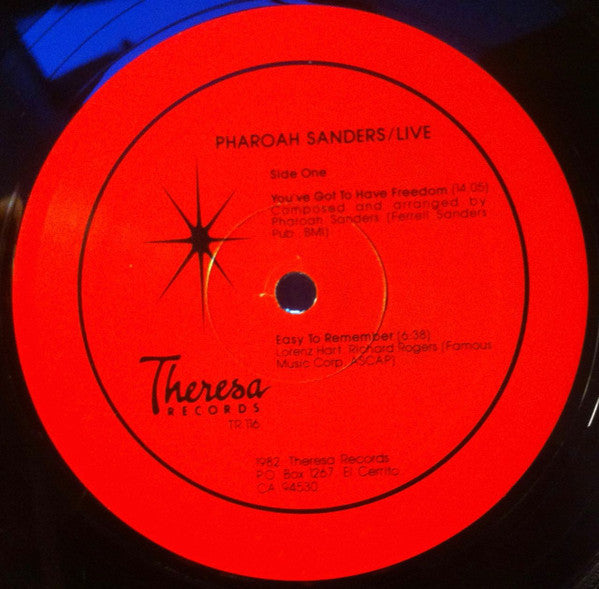 PHAROAH SANDERS/LIVE
Side One
You've Got To Have Freedom (14:05)
Composed and arranged by
Pharoah Sanders (Ferrell Sanders
Pub., BMI)
Easy To Remember (6:38)
Lorenz Hart, Richard Rogers (Famous
Music Corp. ASCAP)
Theresa
RECORDS
TR 116
1982 Theresa Records
P.O. Box 1267, El Cerrito,
CA 94530